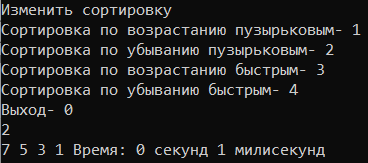 Изменить сортировку
Сортировка по возрастанию пузырьковым- 1
Сортировка по убыванию пузырьковым- 2
Сортировка по возрастанию быстрым- 3
Сортировка по убыванию быстрым- 4
Выход- 0
2
7 5 3 1 Время: 0 секунд 1 милисекунд